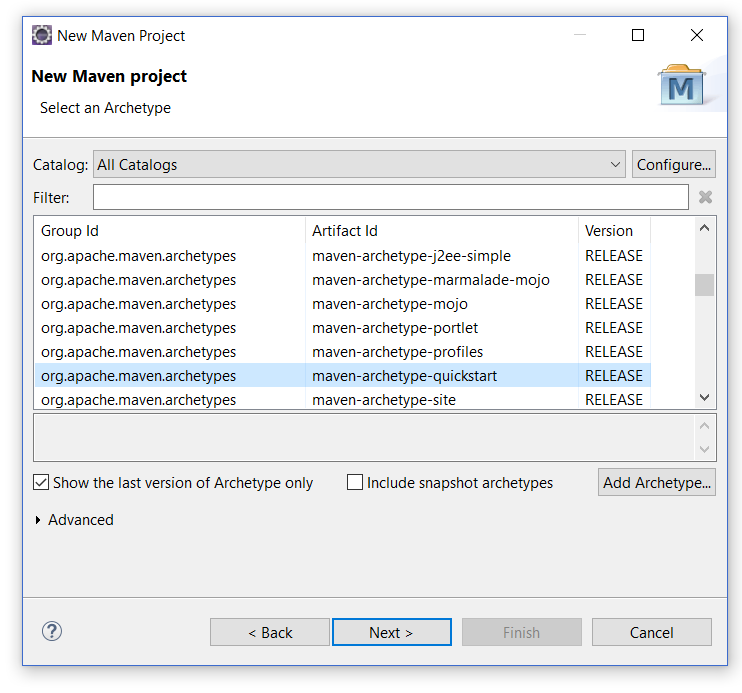 New Maven Project
New Maven project
Select an Archetype
M
Catalog: All Catalogs Configure...
Filter:
Group Id Artifact Id Version
org.apache.maven.archetypes maven-archetype-j2ee-simple RELEASE
org.apache.maven.archetypes maven-archetype-marmalade-mojo RELEASE
org.apache.maven.archetypes maven-archetype-mojo RELEASE
org.apache.maven.archetypes maven-archetype-portlet RELEASE
org.apache.maven.archetypes maven-archetype-profiles RELEASE
org.apache.maven.archetypes maven-archetype-quickstart RELEASE
org.apache.maven.archetypes maven-archetype-site RELEASE
Show the last version of Archetype only Include snapshot archetypes Add Archetype...
Advanced
? < Back Next > Finish Cancel